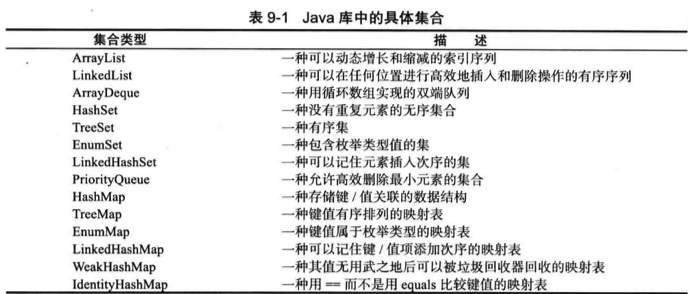 表 9-1 Java 库中的具体集合
集合类型 描 述
ArrayList 一种可以动态增长和缩减的索引序列
LinkedList 一种可以在任何位置进行高效地插入和删除操作的有序序列
ArrayDeque 一种用循环数组实现的双端队列
HashSet 一种没有重复元素的无序集合
TreeSet 一种有序集
EnumSet 一种包含枚举类型值的集
LinkedHashSet 一种可以记住元素插入次序的集
PriorityQueue 一种允许高效删除最小元素的集合
HashMap 一种存储键 / 值关联的数据结构
TreeMap 一种键值有序排列的映射表
EnumMap 一种键值属于枚举类型的映射表
LinkedHashMap 一种可以记住键 / 值项添加次序的映射表
WeakHashMap 一种其值无用武之地后可以被垃圾回收器回收的映射表
IdentityHashMap 一种用 == 而不是用 equals 比较键值的映射表